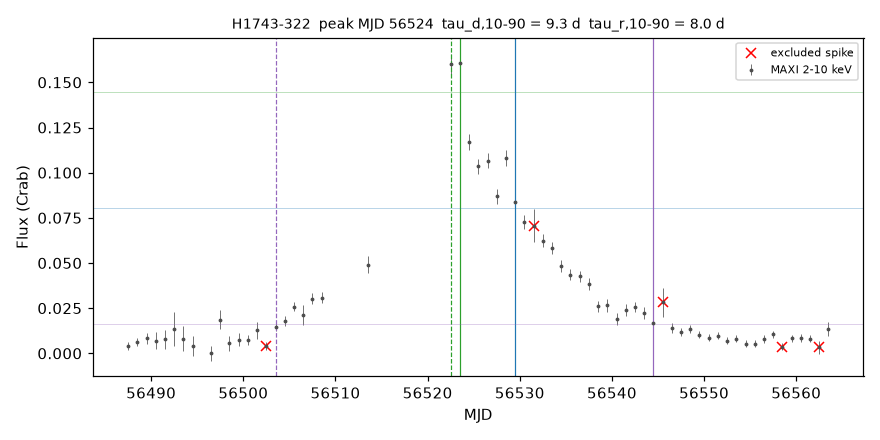 H1743-322 peak MJD 56524 tau_d,10-90 = 9.3 d tau_r,10-90 = 8.0 d
excluded spike
MAXI 2-10 keV
Flux (Crab)
0.150
0.125
0.100
0.075
0.050
0.025
0.000
56490 56500 56510 56520 56530 56540 56550 56560
MJD